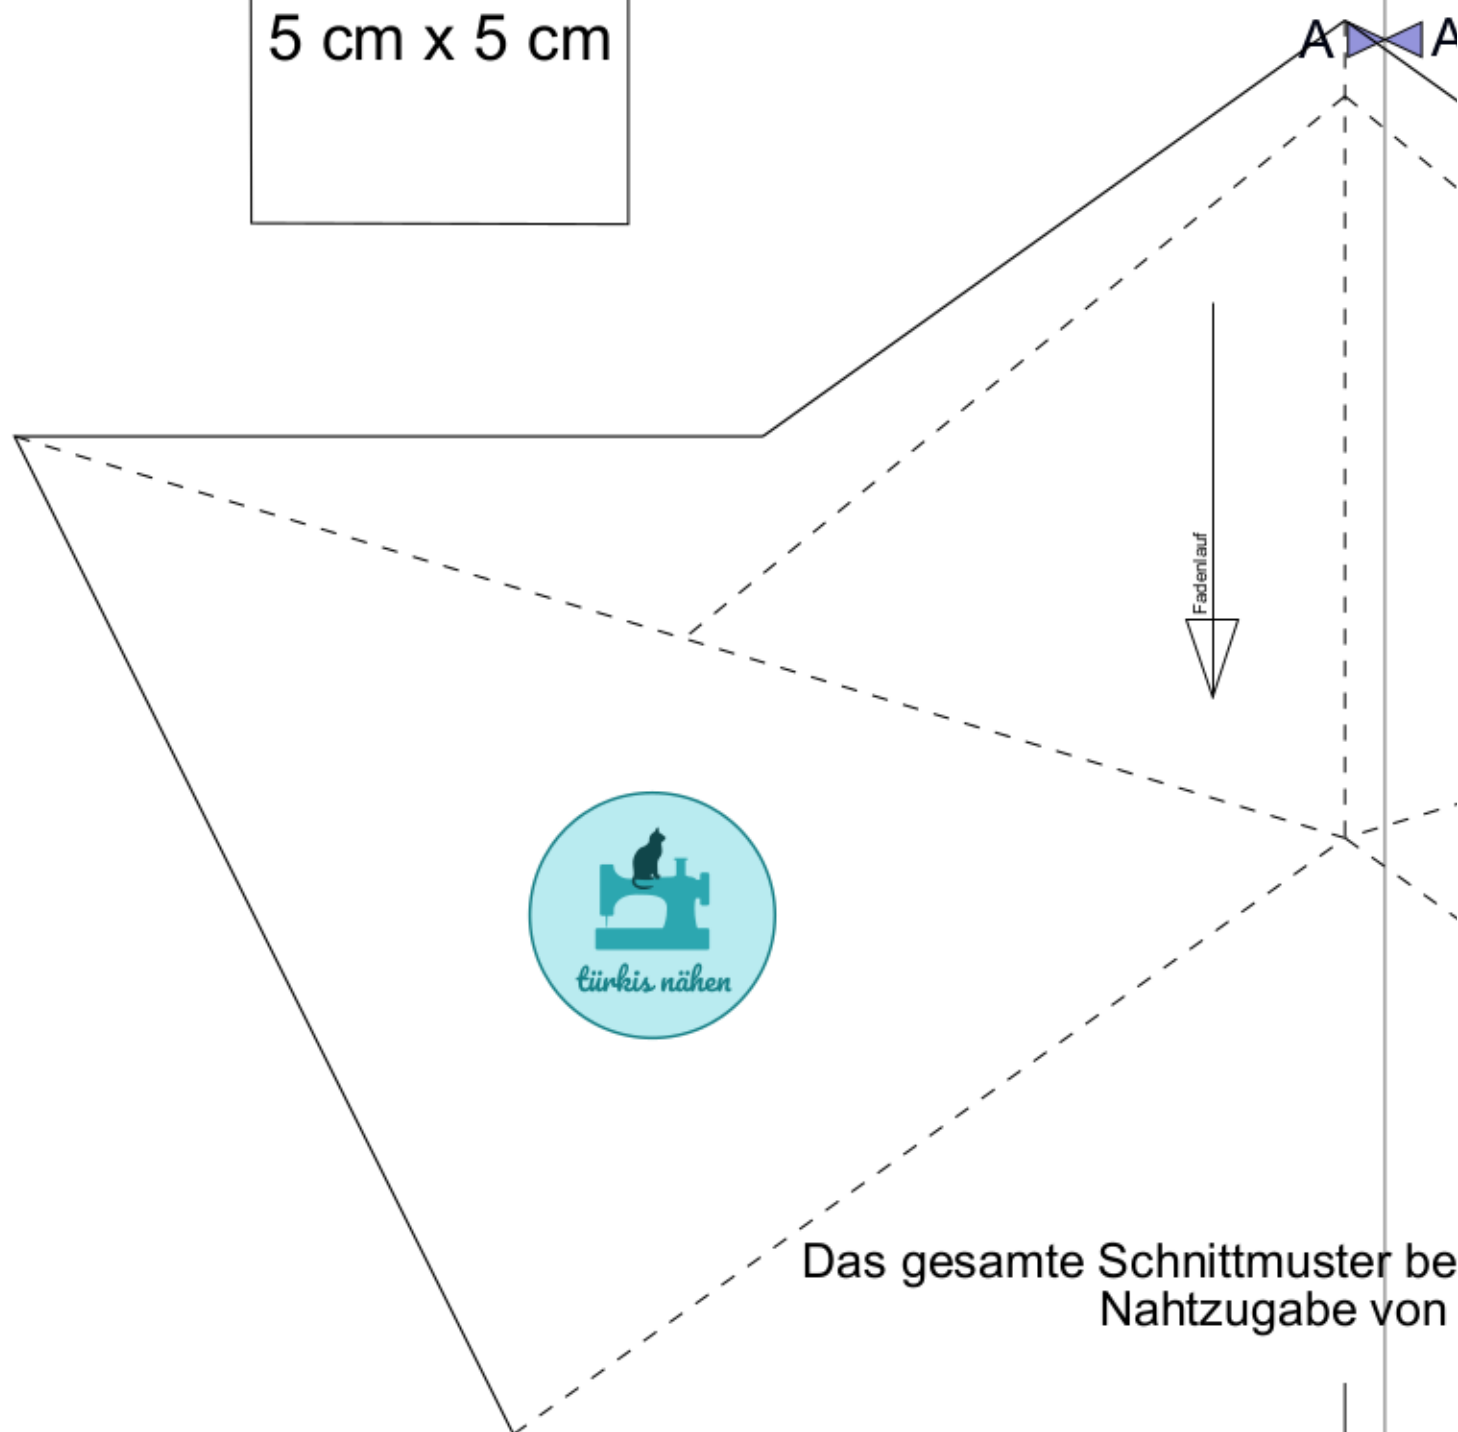 5 cm x 5 cm
A A
Fadenlauf
türkis nähen
Das gesamte Schnittmuster be
Nahtzugabe von